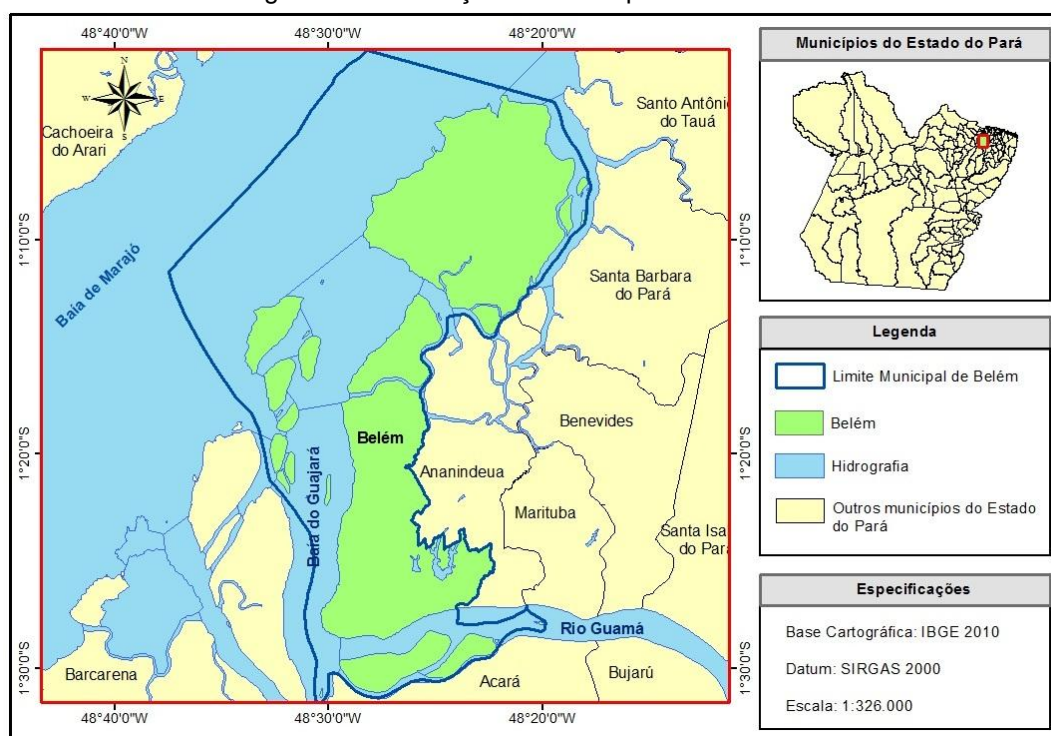 48°40'0"W
48°30'0"W
48°20'0"W
N
W
E
S
Cachoeira
do Arari
Santo Antônio
do Tauá
1°10'0"S
1°10'0"S
Baía de Marajó
Santa Barbara
do Pará
Benevides
Belém
Ananindeua
1°20'0"S
1°20'0"S
Baía do Guajará
Marituba
Santa Isa
do Pará
Rio Guamá
1°30'0"S
1°30'0"S
Barcarena
Acará
Bujarú
48°40'0"W
48°30'0"W
48°20'0"W
Municípios do Estado do Pará
Legenda
Limite Municipal de Belém
Belém
Hidrografia
Outros municípios do Estado
do Pará
Especificações
Base Cartográfica: IBGE 2010
Datum: SIRGAS 2000
Escala: 1:326.000